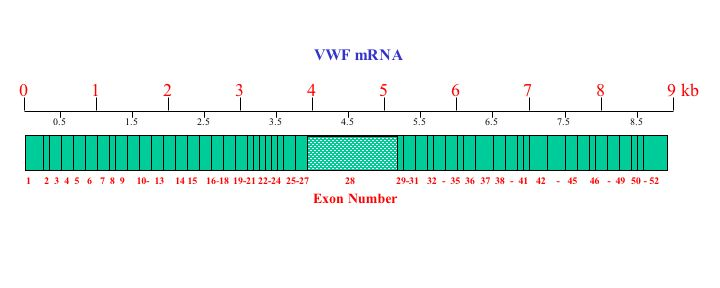 VWF mRNA
0 1 2 3 4 5 6 7 8 9 kb
0.5 1.5 2.5 3.5 4.5 5.5 6.5 7.5 8.5
1 2 3 4 5 6 7 8 9 10- 13 14 15 16-18 19-21 22-24 25-27 28 29-31 32 - 35 36 37 38 - 41 42 - 45 46 - 49 50 - 52
Exon Number